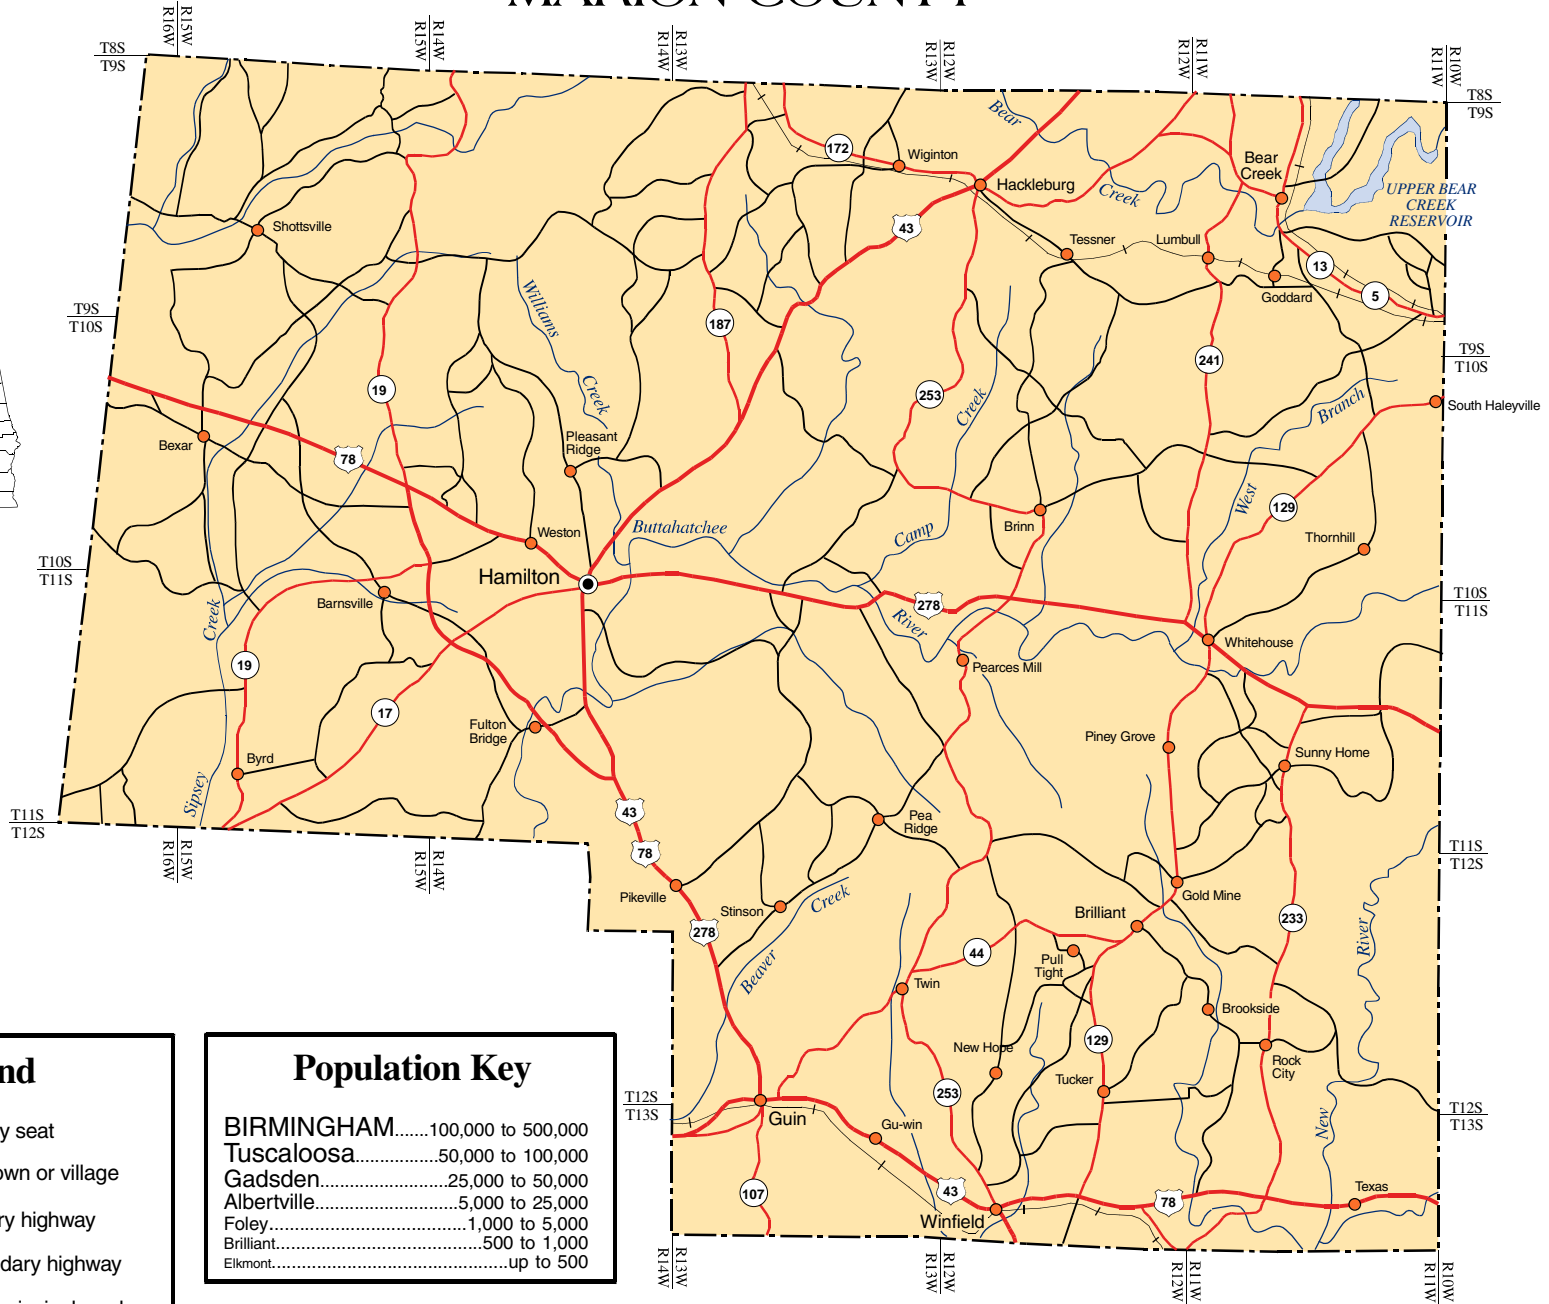 MARION COUNTY
R16W
R15W
R15W
R14W
R14W
R13W
R13W
R12W
R12W
R11W
R11W
R10W
T8S
T9S
T8S
T9S
172
Wiginton
Bear
Bear
Creek
Hackleburg
Creek
UPPER BEAR
CREEK
RESERVOIR
Shottsville
43
Tessner
Lumbull
13
5
Goddard
Williams
Creek
T9S
T10S
187
241
T9S
T10S
19
253
Creek
Branch
South Haleyville
Bexar
78
Pleasant
Ridge
West
129
Weston
Buttahatchee
Camp
Brinn
Thornhill
T10S
T11S
Hamilton
Barnsville
278
River
T10S
T11S
Creek
Whitehouse
19
Pearces Mill
17
Fulton
Bridge
Piney Grove
Byrd
Sunny Home
Sipsey
43
T11S
T12S
Pea
Ridge
78
T11S
T12S
R16W
R15W
R15W
R14W
Pikeville
Stinson
Creek
Gold Mine
Brilliant
278
233
River
44
Pull
Tight
Beaver
Twin
Brookside
New Hope
129
Rock
City
Tucker
253
T12S
T13S
Guin
Gu-win
T12S
T13S
New
107
43
78
Texas
Winfield
R14W
R13W
R13W
R12W
R12W
R11W
R11W
R10W
nd
y seat
own or village
ry highway
dary highway
Population Key
BIRMINGHAM.......100,000 to 500,000
Tuscaloosa.................50,000 to 100,000
Gadsden....................25,000 to 50,000
Albertville.......................5,000 to 25,000
Foley...............................1,000 to 5,000
Brilliant......................................500 to 1,000
Elkmont...........................................up to 500